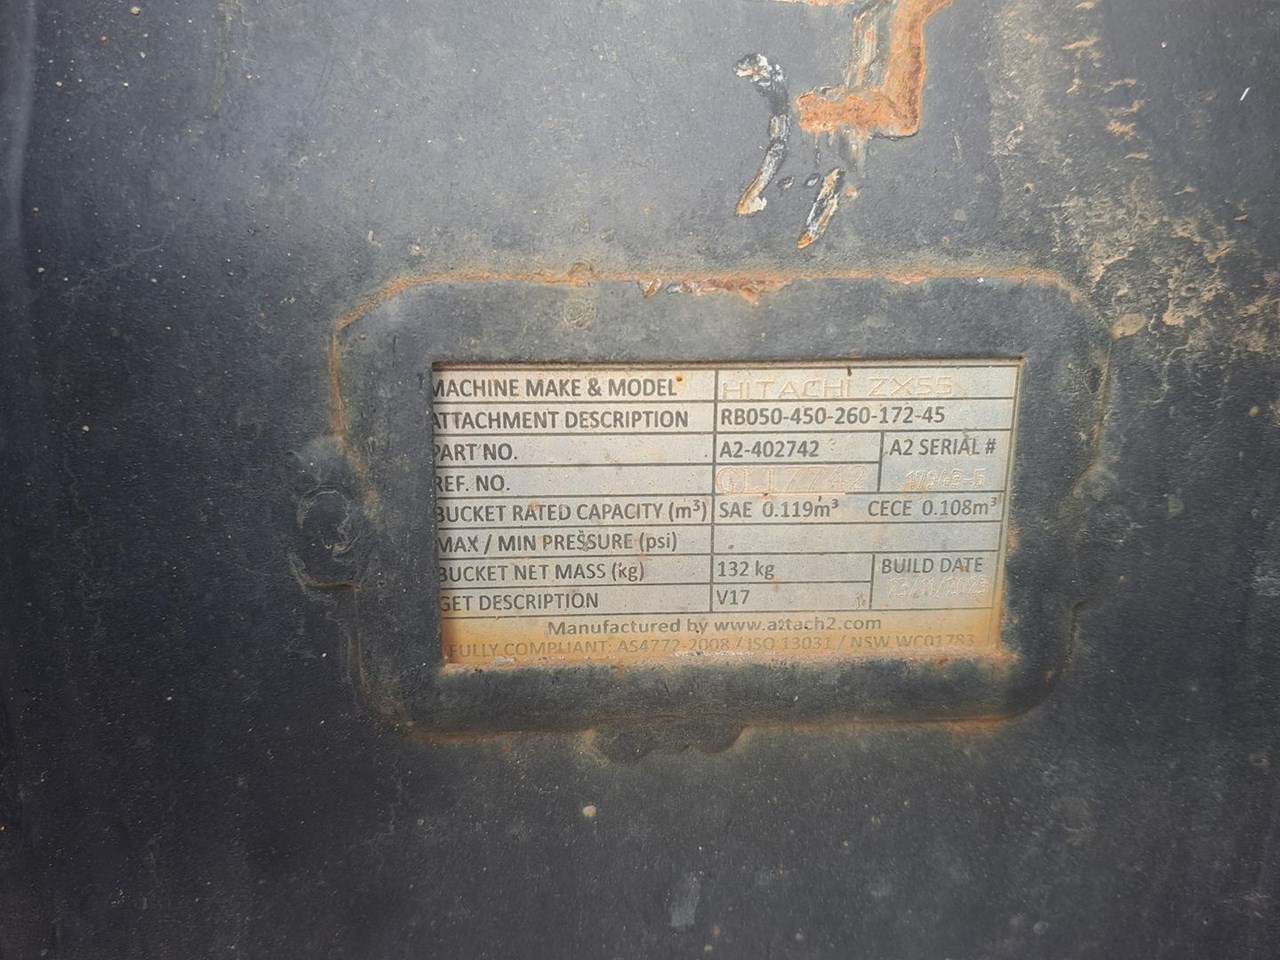 MACHINE MAKE & MODEL HITACHI ZX55
ATTACHMENT DESCRIPTION RB050-450-260-172-45
PART NO. A2-402742 A2 SERIAL #
REF. NO. 17943-5
BUCKET RATED CAPACITY (m³) SAE 0.119m³ CECE 0.108m³
MAX / MIN PRESSURE (psi)
BUCKET NET MASS (kg) 132 kg BUILD DATE
GET DESCRIPTION V17
Manufactured by www.attach2.com
FULLY COMPLIANT: AS4772-2008 / ISO 13031 / NSW WC01783